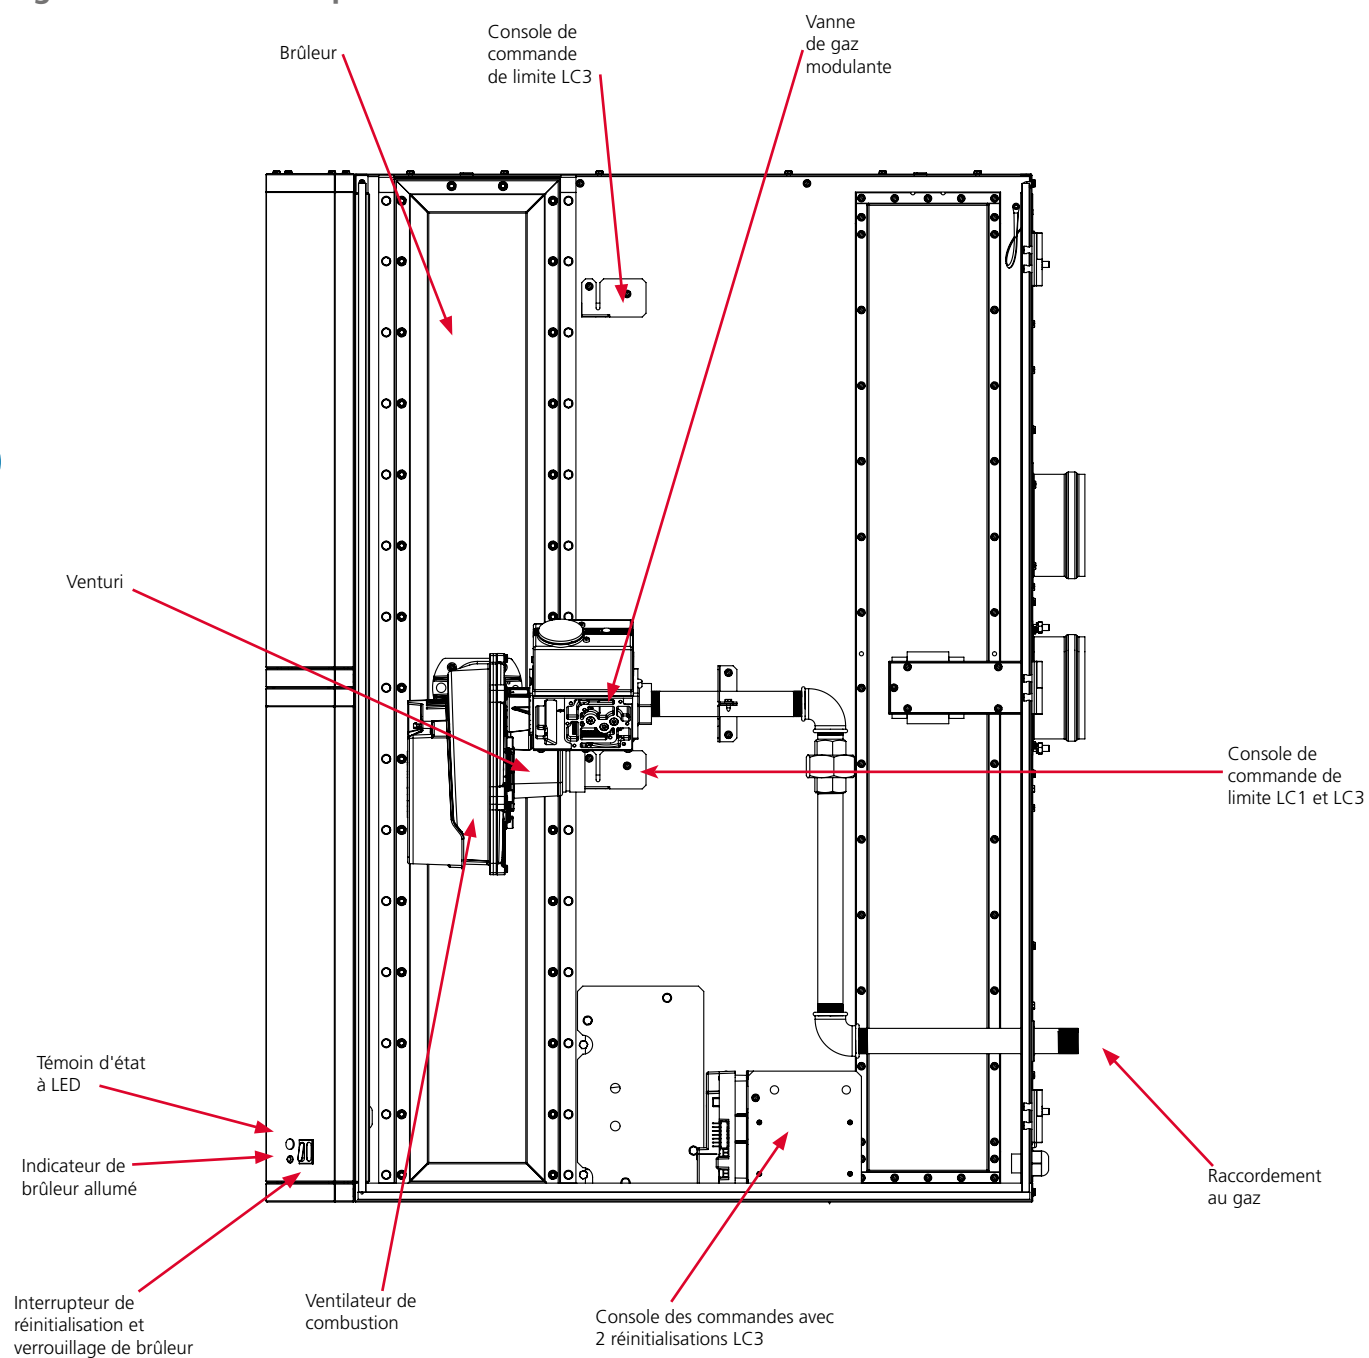 Brûleur
Console de
commande
de limite LC3
Vanne
de gaz
modulante
Venturi
Console de
commande de
limite LC1 et LC3
Témoin d'état
à LED
Indicateur de
brûleur allumé
Raccordement
au gaz
Interrupteur de
réinitialisation et
verrouillage de brûleur
Ventilateur de
combustion
Console des commandes avec
2 réinitialisations LC3